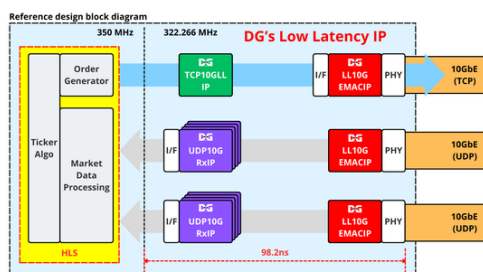 Reference design block diagram
350 MHz
322.266 MHz
DG's Low Latency IP
Order
Generator
DG
TCP10GLL
IP
I/F
DG
LL10G
EMACIP
PHY
10GbE
(TCP)
Ticker
Algo
Market
Data
Processing
I/F
DG
UDP10G
RxIP
DG
LL10G
EMACIP
PHY
10GbE
(UDP)
I/F
DG
UDP10G
RxIP
DG
LL10G
EMACIP
PHY
10GbE
(UDP)
HLS
98.2ns